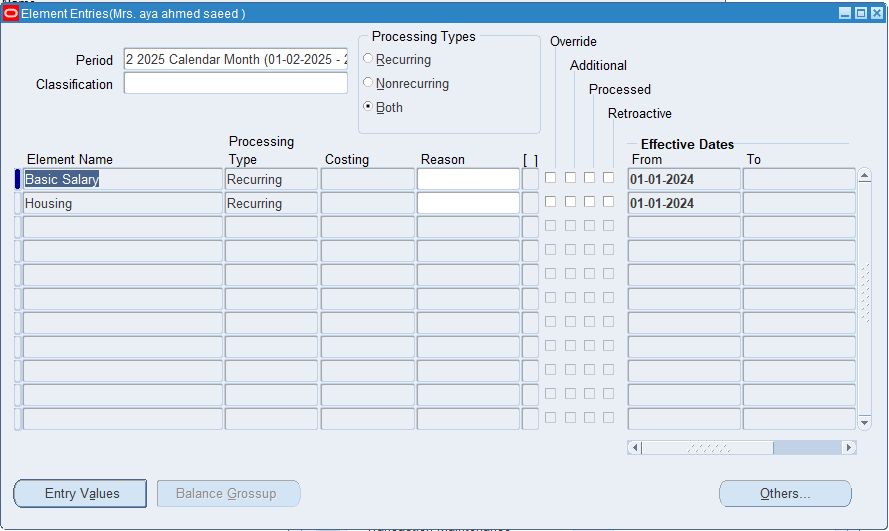 Element Entries(Mrs. aya ahmed saeed )
Period 2 2025 Calendar Month (01-02-2025 - 2
Classification
Processing Types
Recurring
Nonrecurring
Both
Override
Additional
Processed
Retroactive
Effective Dates
Element Name Processing Type Costing Reason [ ] From To
Basic Salary Recurring 01-01-2024
Housing Recurring 01-01-2024
Entry Values Balance Grossup Others...